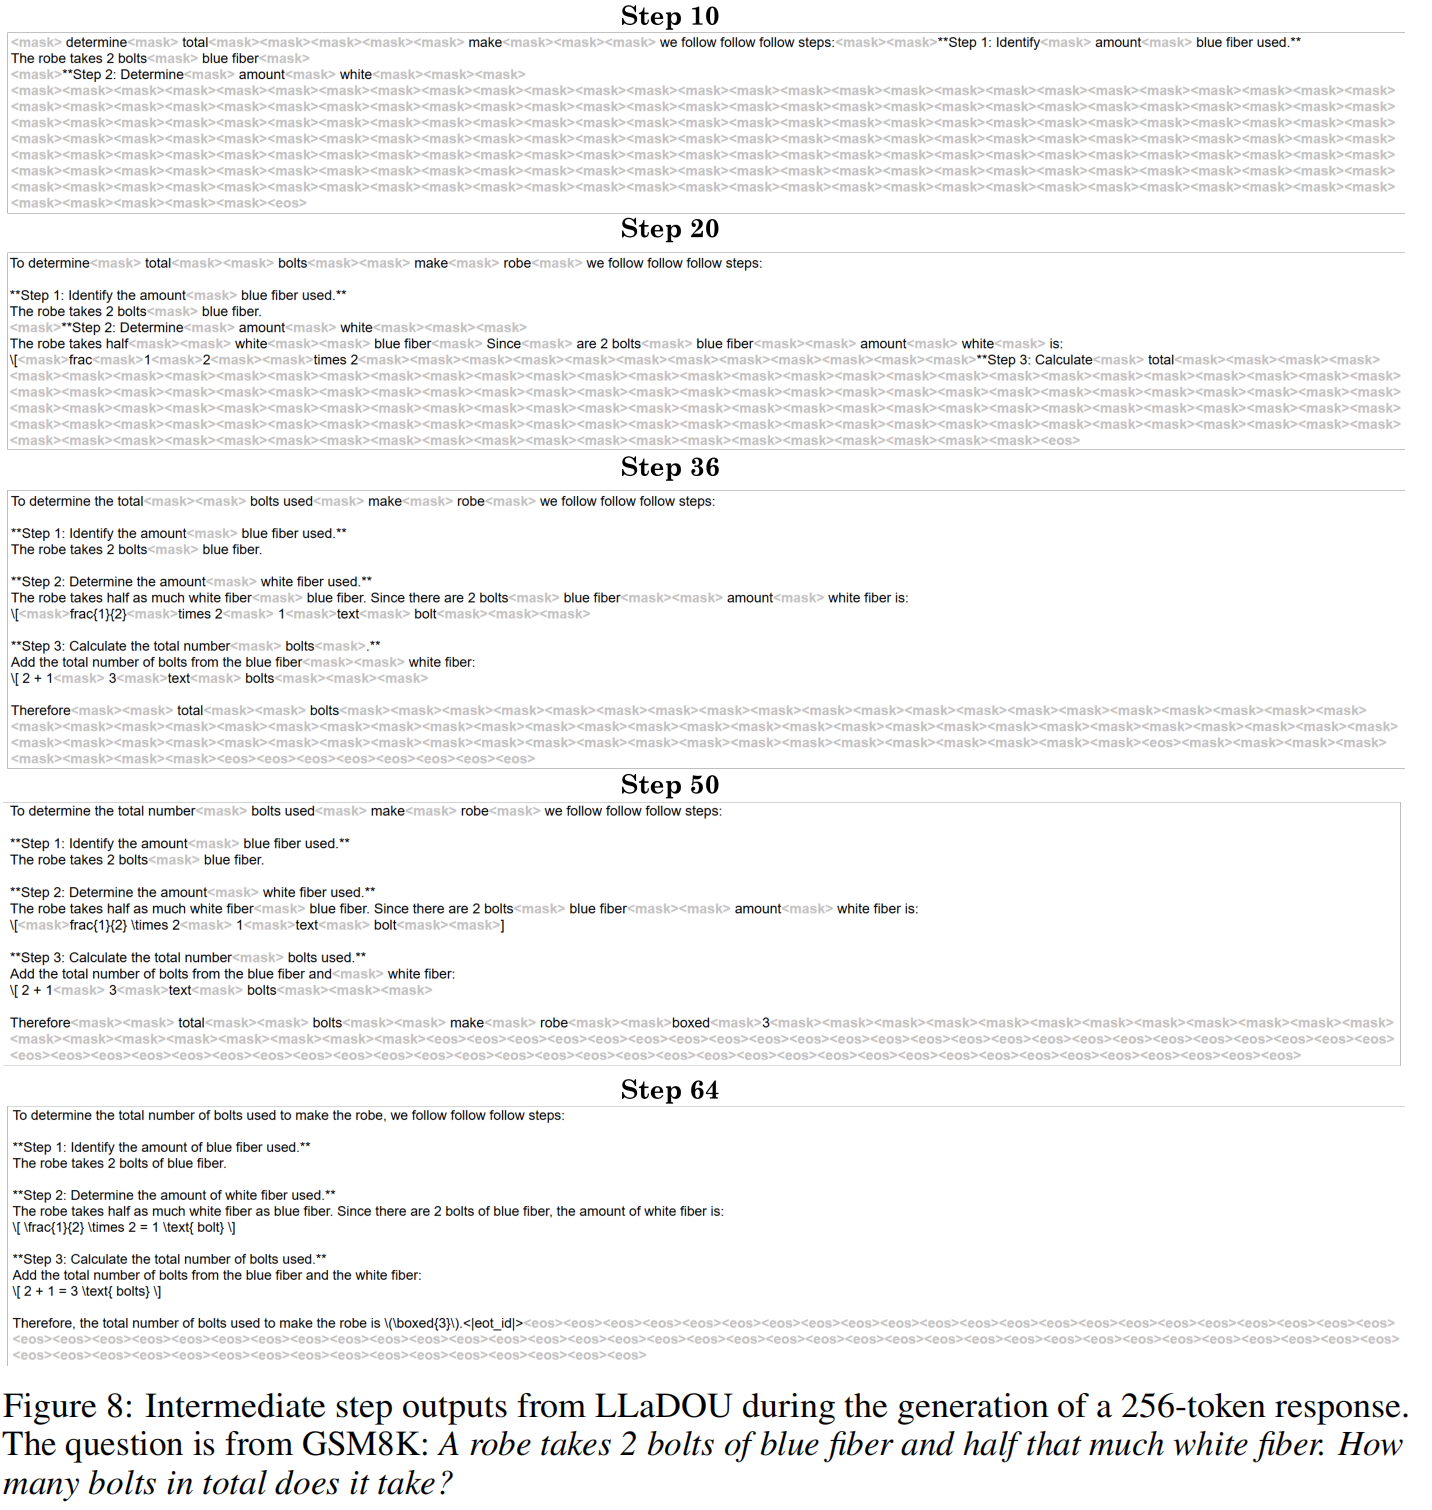 Step 10
<mask> determine<mask> total<mask><mask><mask><mask><mask> make<mask><mask><mask> we follow follow follow steps:<mask><mask>**Step 1: Identify<mask> amount<mask> blue fiber used.**
The robe takes 2 bolts<mask> blue fiber<mask>
<mask>**Step 2: Determine<mask> amount<mask> white<mask><mask><mask>
<mask><mask><mask><mask><mask><mask><mask><mask><mask><mask><mask><mask><mask><mask><mask><mask><mask><mask><mask><mask><mask><mask><mask><mask><mask><mask><mask>
<mask><mask><mask><mask><mask><mask><mask><mask><mask><mask><mask><mask><mask><mask><mask><mask><mask><mask><mask><mask><mask><mask><mask><mask><mask><mask><mask>
<mask><mask><mask><mask><mask><mask><mask><mask><mask><mask><mask><mask><mask><mask><mask><mask><mask><mask><mask><mask><mask><mask><mask><mask><mask><mask><mask>
<mask><mask><mask><mask><mask><mask><mask><mask><mask><mask><mask><mask><mask><mask><mask><mask><mask><mask><mask><mask><mask><mask><mask><mask><mask><mask><mask>
<mask><mask><mask><mask><mask><mask><mask><mask><mask><mask><mask><mask><mask><mask><mask><mask><mask><mask><mask><mask><mask><mask><mask><mask><mask><mask><mask>
<mask><mask><mask><mask><mask><mask><mask><mask><mask><mask><mask><mask><mask><mask><mask><mask><mask><mask><mask><mask><mask><mask><mask><mask><mask><mask><mask>
<mask><mask><mask><mask><mask><mask><mask><mask><mask><mask><mask><mask><mask><mask><mask><mask><mask><mask><mask><mask><mask><mask><mask><mask><mask><mask><mask>
<mask><mask><mask><mask><mask><eos>
Step 20
To determine<mask> total<mask><mask> bolts<mask><mask> make<mask> robe<mask> we follow follow follow steps:
**Step 1: Identify the amount<mask> blue fiber used.**
The robe takes 2 bolts<mask> blue fiber.
<mask>**Step 2: Determine<mask> amount<mask> white<mask><mask><mask>
The robe takes half<mask> white<mask><mask> blue fiber<mask> Since<mask> are 2 bolts<mask> blue fiber<mask><mask> amount<mask> white<mask> is:
\[<mask>frac<mask>1<mask>2<mask><mask>times 2<mask><mask><mask><mask><mask><mask><mask><mask><mask><mask><mask><mask>**Step 3: Calculate<mask> total<mask><mask><mask><mask>
<mask><mask><mask><mask><mask><mask><mask><mask><mask><mask><mask><mask><mask><mask><mask><mask><mask><mask><mask><mask><mask><mask><mask><mask><mask><mask><mask>
<mask><mask><mask><mask><mask><mask><mask><mask><mask><mask><mask><mask><mask><mask><mask><mask><mask><mask><mask><mask><mask><mask><mask><mask><mask><mask><mask>
<mask><mask><mask><mask><mask><mask><mask><mask><mask><mask><mask><mask><mask><mask><mask><mask><mask><mask><mask><mask><mask><mask><mask><mask><mask><mask><mask>
<mask><mask><mask><mask><mask><mask><mask><mask><mask><mask><mask><mask><mask><mask><mask><mask><mask><mask><mask><mask><mask><mask><mask><mask><mask><mask><mask>
<mask><mask><mask><mask><mask><mask><mask><mask><mask><mask><mask><mask><mask><mask><mask><mask><mask><mask><mask><mask><eos>
Step 36
To determine the total<mask><mask> bolts used<mask> make<mask> robe<mask> we follow follow follow steps:
**Step 1: Identify the amount<mask> blue fiber used.**
The robe takes 2 bolts<mask> blue fiber.
**Step 2: Determine the amount<mask> white fiber used.**
The robe takes half as much white fiber<mask> blue fiber. Since there are 2 bolts<mask> blue fiber<mask><mask> amount<mask> white fiber is:
\[<mask>frac{1}{2}<mask>times 2<mask> 1<mask>text<mask> bolt<mask><mask><mask>
**Step 3: Calculate the total number<mask> bolts<mask>.**
Add the total number of bolts from the blue fiber<mask><mask> white fiber:
\[ 2 + 1<mask> 3<mask>text<mask> bolts<mask><mask><mask>
Therefore<mask><mask> total<mask><mask> bolts<mask><mask><mask><mask><mask><mask><mask><mask><mask><mask><mask><mask><mask><mask><mask><mask><mask><mask><mask><mask>
<mask><mask><mask><mask><mask><mask><mask><mask><mask><mask><mask><mask><mask><mask><mask><mask><mask><mask><mask><mask><mask><mask><mask><mask><mask><mask><mask>
<mask><mask><mask><mask><mask><mask><mask><mask><mask><mask><mask><mask><mask><mask><mask><mask><mask><mask><mask><mask><mask><mask><eos><mask><mask><mask><mask>
<mask><mask><mask><mask><eos><eos><eos><eos><eos><eos><eos><eos>
Step 50
To determine the total number<mask> bolts used<mask> make<mask> robe<mask> we follow follow follow steps:
**Step 1: Identify the amount<mask> blue fiber used.**
The robe takes 2 bolts<mask> blue fiber.
**Step 2: Determine the amount<mask> white fiber used.**
The robe takes half as much white fiber<mask> blue fiber. Since there are 2 bolts<mask> blue fiber<mask><mask> amount<mask> white fiber is:
\[<mask>frac{1}{2} \times 2<mask> 1<mask>text<mask> bolt<mask><mask>]
**Step 3: Calculate the total number<mask> bolts used.**
Add the total number of bolts from the blue fiber and<mask> white fiber:
\[ 2 + 1<mask> 3<mask>text<mask> bolts<mask><mask><mask>
Therefore<mask><mask> total<mask><mask> bolts<mask><mask> make<mask> robe<mask><mask>boxed<mask>3<mask><mask><mask><mask><mask><mask><mask><mask><mask><mask><mask><mask>
<mask><mask><mask><mask><mask><mask><mask><mask><eos><eos><eos><eos><eos><eos><eos><eos><eos><eos><eos><eos><eos><eos><eos><eos><eos><eos><eos><eos><eos><eos><eos><eos>
<eos><eos><eos><eos><eos><eos><eos><eos><eos><eos><eos><eos><eos><eos><eos><eos><eos><eos><eos><eos><eos><eos><eos><eos><eos><eos><eos><eos><eos><eos><eos><eos>
Step 64
To determine the total number of bolts used to make the robe, we follow follow follow steps:
**Step 1: Identify the amount of blue fiber used.**
The robe takes 2 bolts of blue fiber.
**Step 2: Determine the amount of white fiber used.**
The robe takes half as much white fiber as blue fiber. Since there are 2 bolts of blue fiber, the amount of white fiber is:
\[ \frac{1}{2} \times 2 = 1 \text{ bolt} \]
**Step 3: Calculate the total number of bolts used.**
Add the total number of bolts from the blue fiber and the white fiber:
\[ 2 + 1 = 3 \text{ bolts} \]
Therefore, the total number of bolts used to make the robe is \(\boxed{3}\).<|eot_id|><eos><eos><eos><eos><eos><eos><eos><eos><eos><eos><eos><eos><eos><eos><eos><eos><eos><eos><eos><eos><eos><eos>
<eos><eos><eos><eos><eos><eos><eos><eos><eos><eos><eos><eos><eos><eos><eos><eos><eos><eos><eos><eos><eos><eos><eos><eos><eos><eos><eos><eos><eos><eos><eos><eos><eos><eos><eos>
<eos><eos><eos><eos><eos><eos><eos><eos><eos><eos><eos><eos><eos><eos><eos><eos>
Figure 8: Intermediate step outputs from LLaDOU during the generation of a 256-token response.
The question is from GSM8K: A robe takes 2 bolts of blue fiber and half that much white fiber. How
many bolts in total does it take?